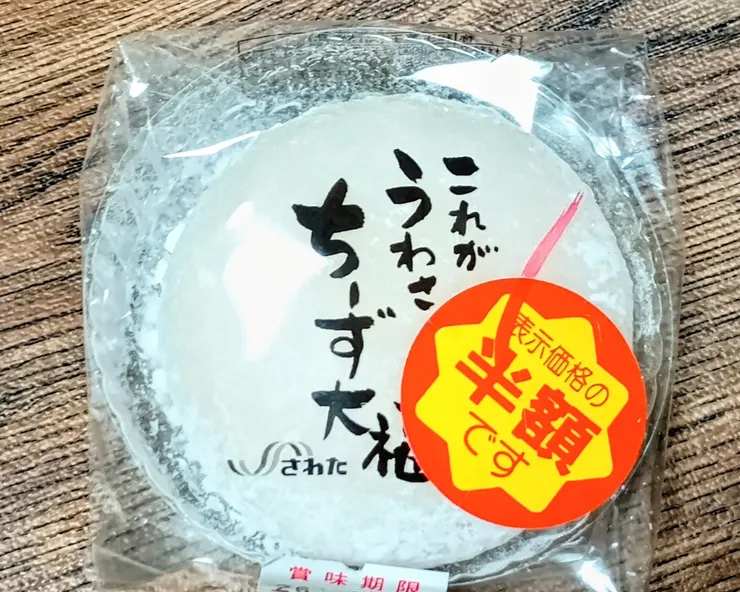 これが
うわさ
ちーず大福
さわた
表示価格の
半額
です
賞味期限